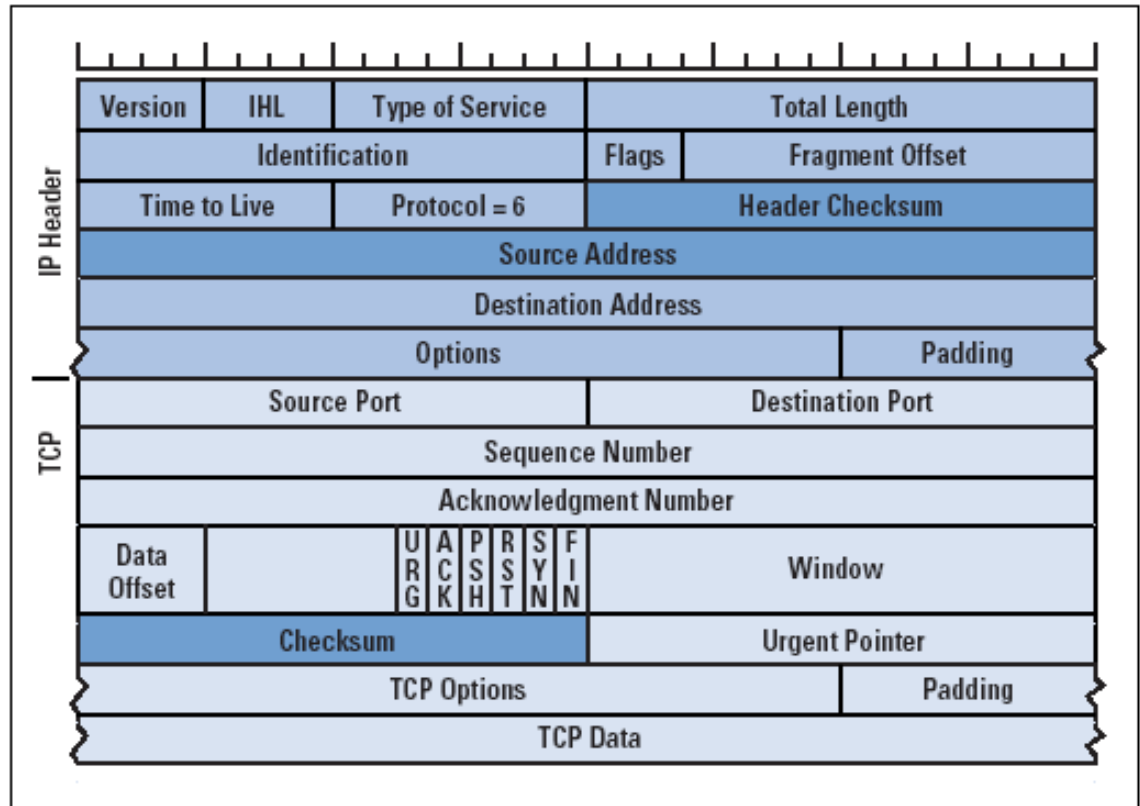 Version IHL Type of Service Total Length
Identification Flags Fragment Offset
Time to Live Protocol = 6 Header Checksum
Source Address
Destination Address
Options Padding
IP Header
Source Port Destination Port
Sequence Number
Acknowledgment Number
Data Offset URG ACK PSH RST SYN FIN Window
Checksum Urgent Pointer
TCP Options Padding
TCP Data
TCP